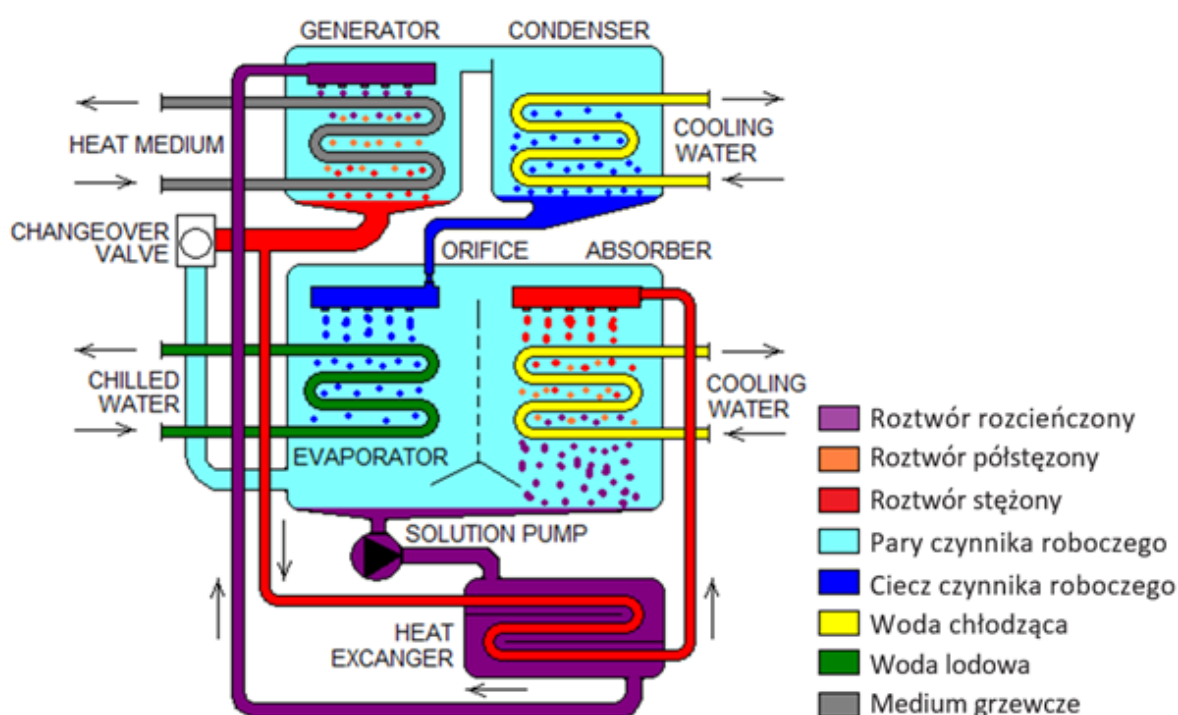 GENERATOR
CONDENSER
HEAT MEDIUM
COOLING
WATER
CHANGEOVER
VALVE
ORIFICE
ABSORBER
CHILLED
WATER
COOLING
WATER
EVAPORATOR
SOLUTION PUMP
HEAT
EXCANGER
Roztwór rozcieńczony
Roztwór półstęzony
Roztwór stężony
Pary czynnika roboczego
Ciecz czynnika roboczego
Woda chłodząca
Woda lodowa
Medium grzewcze